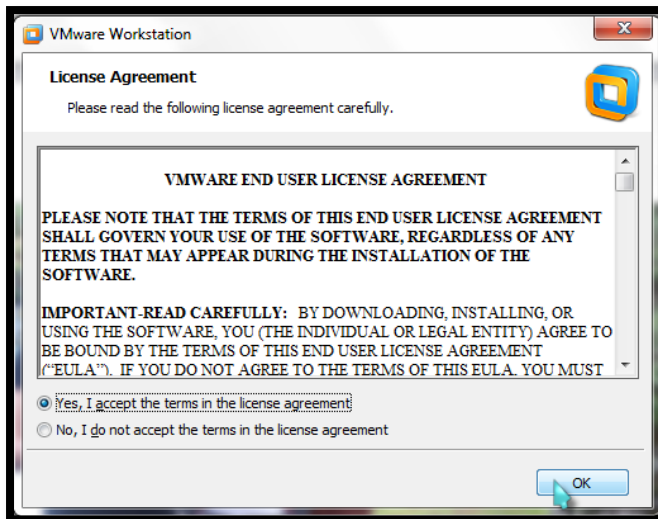 VMware Workstation
License Agreement
Please read the following license agreement carefully.
VMWARE END USER LICENSE AGREEMENT
PLEASE NOTE THAT THE TERMS OF THIS END USER LICENSE AGREEMENT
SHALL GOVERN YOUR USE OF THE SOFTWARE, REGARDLESS OF ANY
TERMS THAT MAY APPEAR DURING THE INSTALLATION OF THE
SOFTWARE.
IMPORTANT-READ CAREFULLY: BY DOWNLOADING, INSTALLING, OR
USING THE SOFTWARE, YOU (THE INDIVIDUAL OR LEGAL ENTITY) AGREE TO
BE BOUND BY THE TERMS OF THIS END USER LICENSE AGREEMENT
(“EULA”). IF YOU DO NOT AGREE TO THE TERMS OF THIS EULA, YOU MUST
Yes, I accept the terms in the license agreement
No, I do not accept the terms in the license agreement
OK